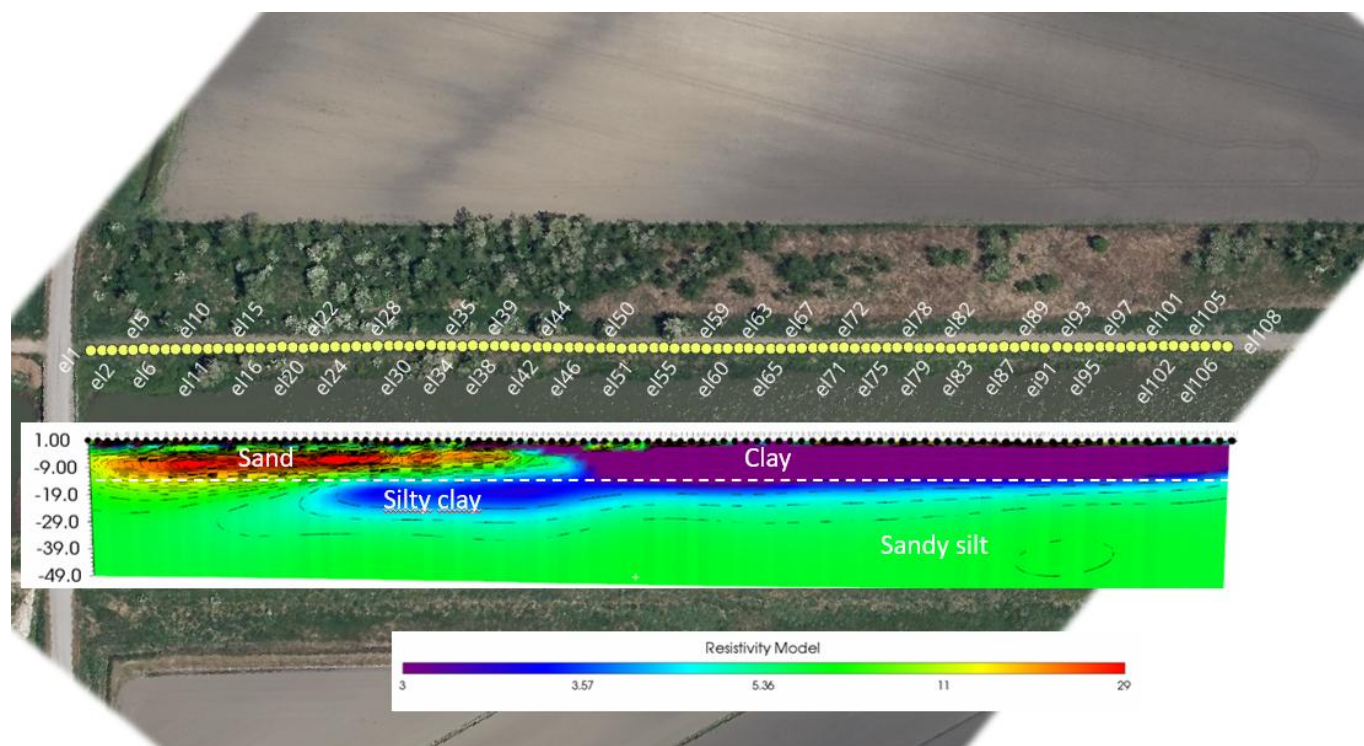 el5 el10 el15 el22 el28 el35 el39 el44 el50 el59 el63 el67 el72 el78 el82 el89 el93 el97 el101 el105 el108
el1 el2 el6 el11 el16 el20 el24 el30 el34 el38 el42 el46 el51 el55 el60 el65 el71 el75 el79 el83 el87 el91 el95 el102 el106
1.00
-9.00
-19.0
-29.0
-39.0
-49.0
Sand
Clay
Silty clay
Sandy silt
Resistivity Model
3 3.57 5.36 11 29